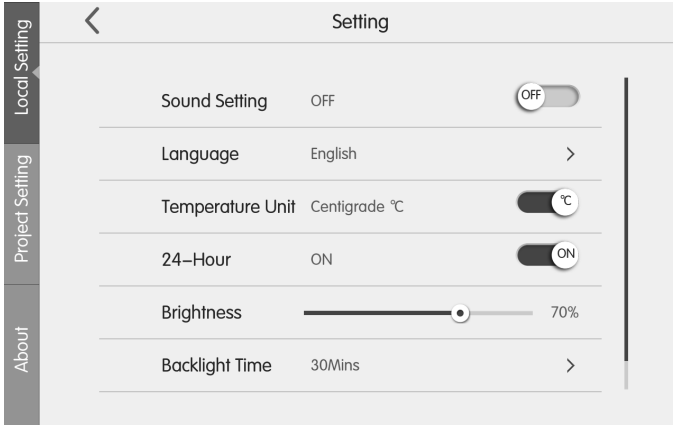 Setting
Local Setting
Project Setting
About
Sound Setting OFF OFF
Language English
Temperature Unit Centigrade ℃ ℃
24-Hour ON ON
Brightness 70%
Backlight Time 30Mins